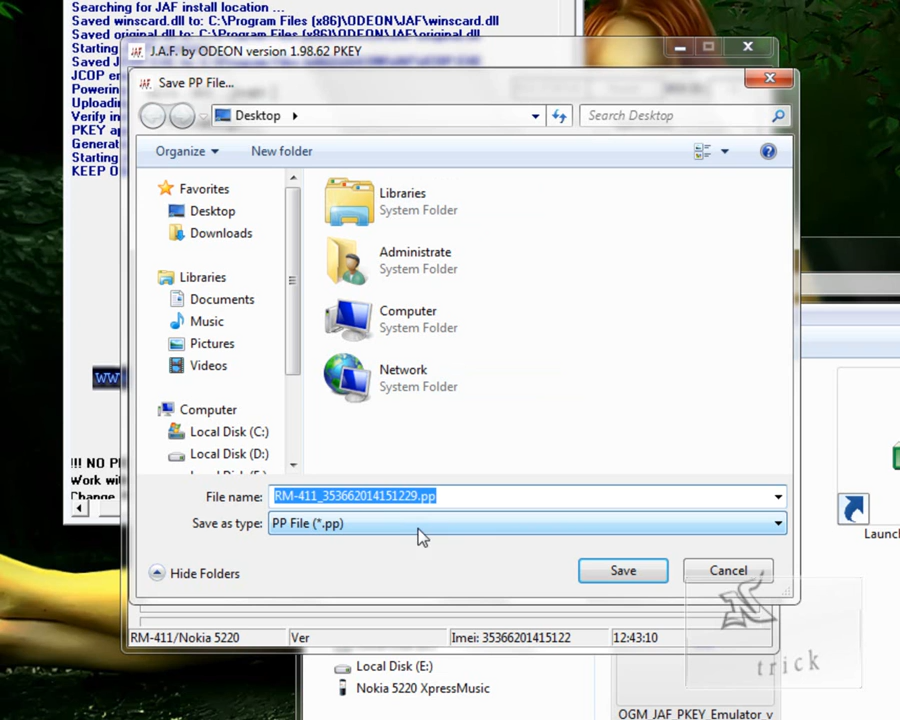 Searching for JAF install location ...
Saved winscard.dll to: C:\Program Files (x86)\ODEON\JAF\winscard.dll
Saved original.dll to: C:\Program Files (x86)\ODEON\JAF\original.dll
Starting
Saved J
JCOP en
Powerin
Uploadi
Verify in
PKEY ap
Generat
Starting
KEEP O
J.A.F. by ODEON version 1.98.62 PKEY
Save PP File...
Desktop
Search Desktop
Organize
New folder
Favorites
Desktop
Downloads
Libraries
Documents
Music
Pictures
Videos
Computer
Local Disk (C:)
Local Disk (D:)
Libraries
System Folder
Administrate
System Folder
Computer
System Folder
Network
System Folder
WW
!!! NO P
Work wi
Change
File name: RM-411_353662014151229.pp
Save as type: PP File (*.pp)
Hide Folders
Save
Cancel
Launc
RM-411/Nokia 5220
Ver
Imei: 35366201415122
12:43:10
N
trick
Local Disk (E:)
Nokia 5220 XpressMusic
OGM_JAF_PKEY_Emulator_v